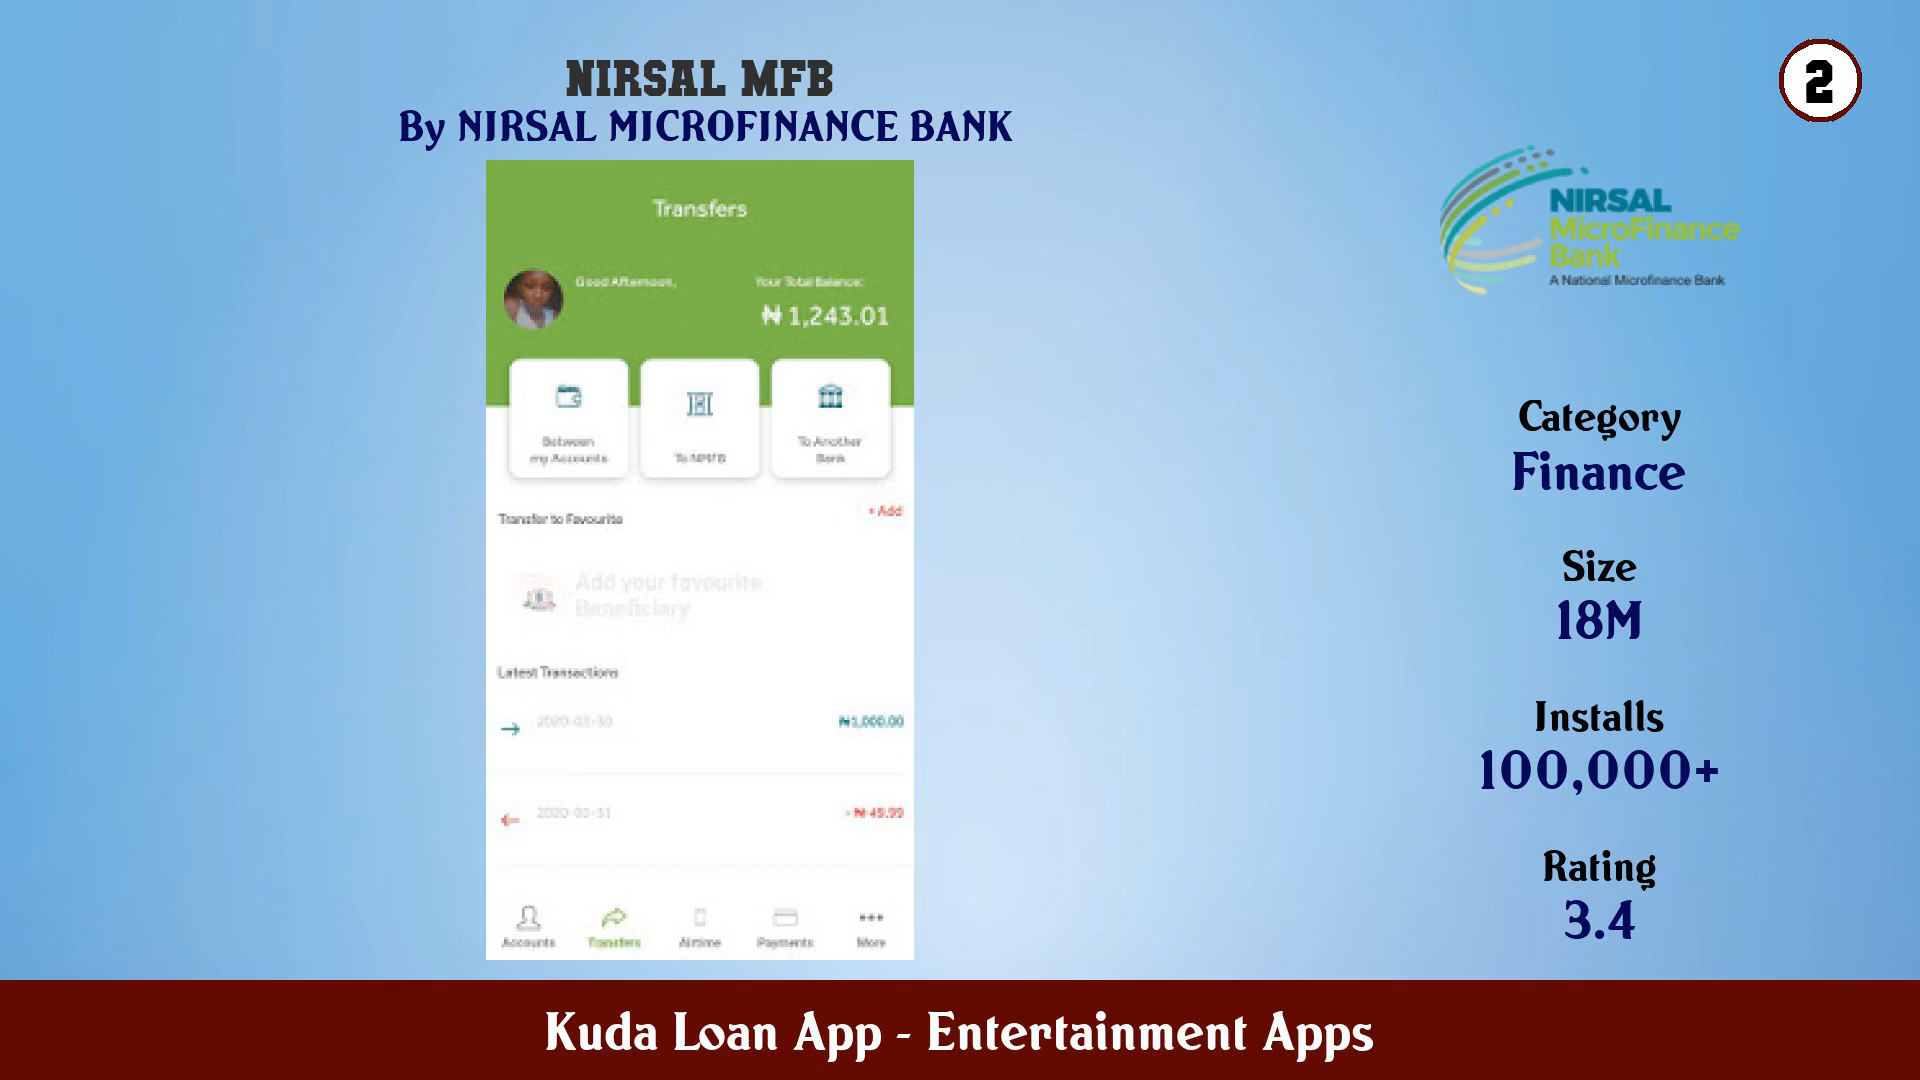 NIRSAL MFB
By NIRSAL MICROFINANCE BANK
2
NIRSAL
MicroFinance
Bank
A National Microfinance Bank
Transfers
Good Afternoon,
Your Total Balance:
₦ 1,243.01
Between
my Accounts
To NMFB
To Another
Bank
Transfer to Favourite
+ Add
Add your favourite
Beneficiary
Latest Transactions
₦1,000.00
- ₦ 49.99
Accounts
Transfers
Airtime
Payments
More
Category
Finance
Size
18M
Installs
100,000+
Rating
3.4
Kuda Loan App - Entertainment Apps